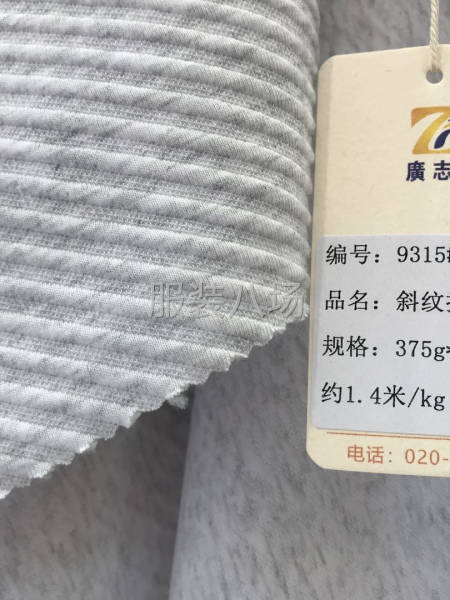 廣志
编号：9315#
品名：斜纹
规格：375g*
约1.4米/kg
电话：020-
服装八场